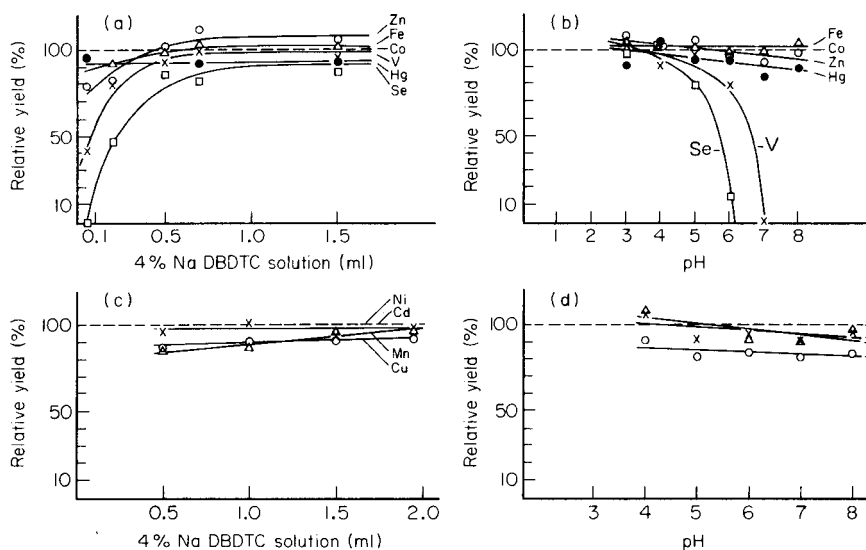 (a)
Relative yield (%)
100
50
10
0.1 0.5 1.0 1.5
4% Na DBDTC solution (ml)
Zn
Fe
Co
V
Hg
Se
(b)
Relative yield (%)
100
50
10
1 2 3 4 5 6 7 8
pH
Fe
Co
Zn
Hg
Se-
-V
(c)
Relative yield (%)
100
50
10
0.5 1.0 1.5 2.0
4% Na DBDTC solution (ml)
Ni
Cd
Mn
Cu
(d)
Relative yield (%)
100
50
10
3 4 5 6 7 8
pH